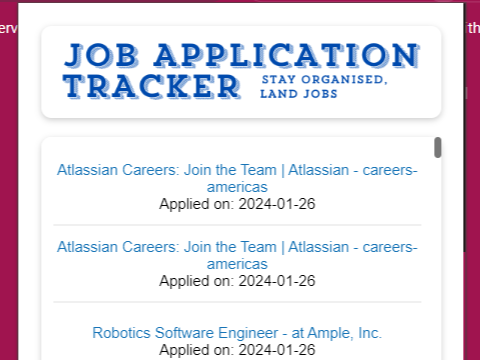 JOB APPLICATION
TRACKER STAY ORGANISED,
LAND JOBS
Atlassian Careers: Join the Team | Atlassian - careers-
americas
Applied on: 2024-01-26
Atlassian Careers: Join the Team | Atlassian - careers-
americas
Applied on: 2024-01-26
Robotics Software Engineer - at Ample, Inc.
Applied on: 2024-01-26